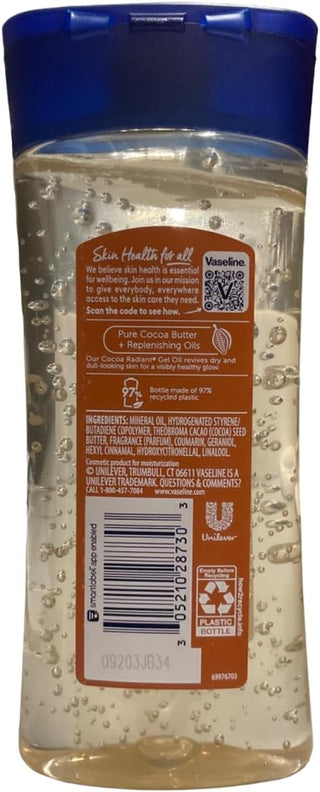 Skin Health for all
We believe skin health is essential
for wellbeing. Join us in our mission
to give everybody, everywhere
access to the skin care they need.
Scan the code to see how.
Vaseline.
V
Pure Cocoa Butter
+ Replenishing Oils
Our Cocoa Radiant® Gel Oil revives dry and
dull-looking skin for a visibly healthy glow.
97%
Bottle made of 97%
recycled plastic
INGREDIENTS: MINERAL OIL, HYDROGENATED STYRENE/
BUTADIENE COPOLYMER, THEOBROMA CACAO (COCOA) SEED
BUTTER, FRAGRANCE (PARFUM), COUMARIN, GERANIOL,
HEXYL CINNAMAL, HYDROXYCITRONELLAL, LINALOOL.
Cosmetic product for moisturization
© UNILEVER, TRUMBULL, CT 06611 VASELINE IS A
UNILEVER TRADEMARK. QUESTIONS & COMMENTS?
CALL 1-800-457-7084 www.vaseline.com
smartlabel® app enabled
3 05210 28730 3
09203JB34
Unilever
Empty Before
Recycling
PLASTIC
BOTTLE
how2recycle.info
69976703